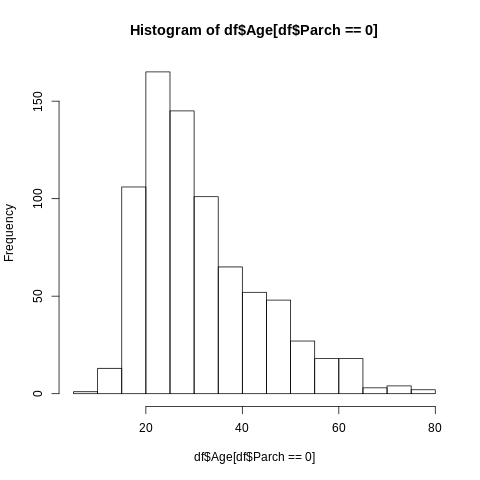 Histogram of df$Age[df$Parch == 0]
Frequency
150
100
50
0
20 40 60 80
df$Age[df$Parch == 0]